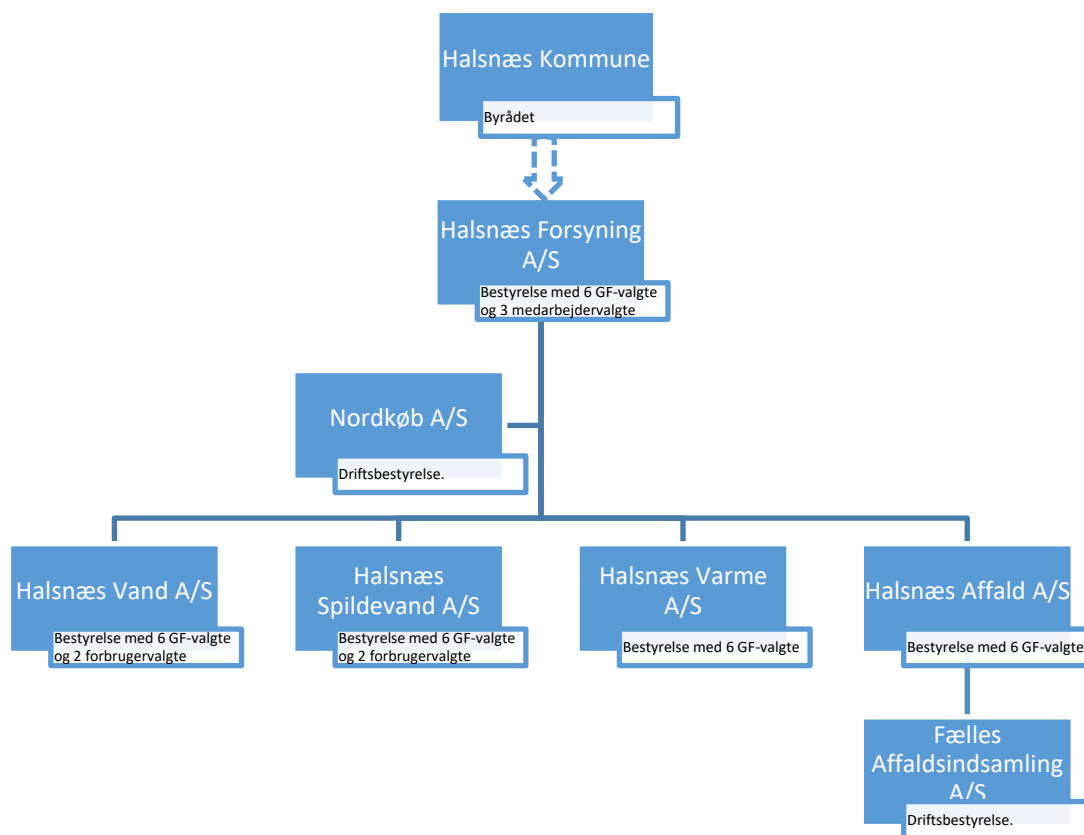 Halsnæs Kommune
Byrådet
Halsnæs Forsyning
A/S
Bestyrelse med 6 GF-valgte
og 3 medarbejdervalgte
Nordkøb A/S
Driftsbestyrelse.
Halsnæs Vand A/S
Bestyrelse med 6 GF-valgte
og 2 forbrugervalgte
Halsnæs
Spildevand A/S
Bestyrelse med 6 GF-valgte
og 2 forbrugervalgte
Halsnæs Varme
A/S
Bestyrelse med 6 GF-valgte
Halsnæs Affald A/S
Bestyrelse med 6 GF-valgte
Fælles
Affaldsindsamling
A/S
Driftsbestyrelse.